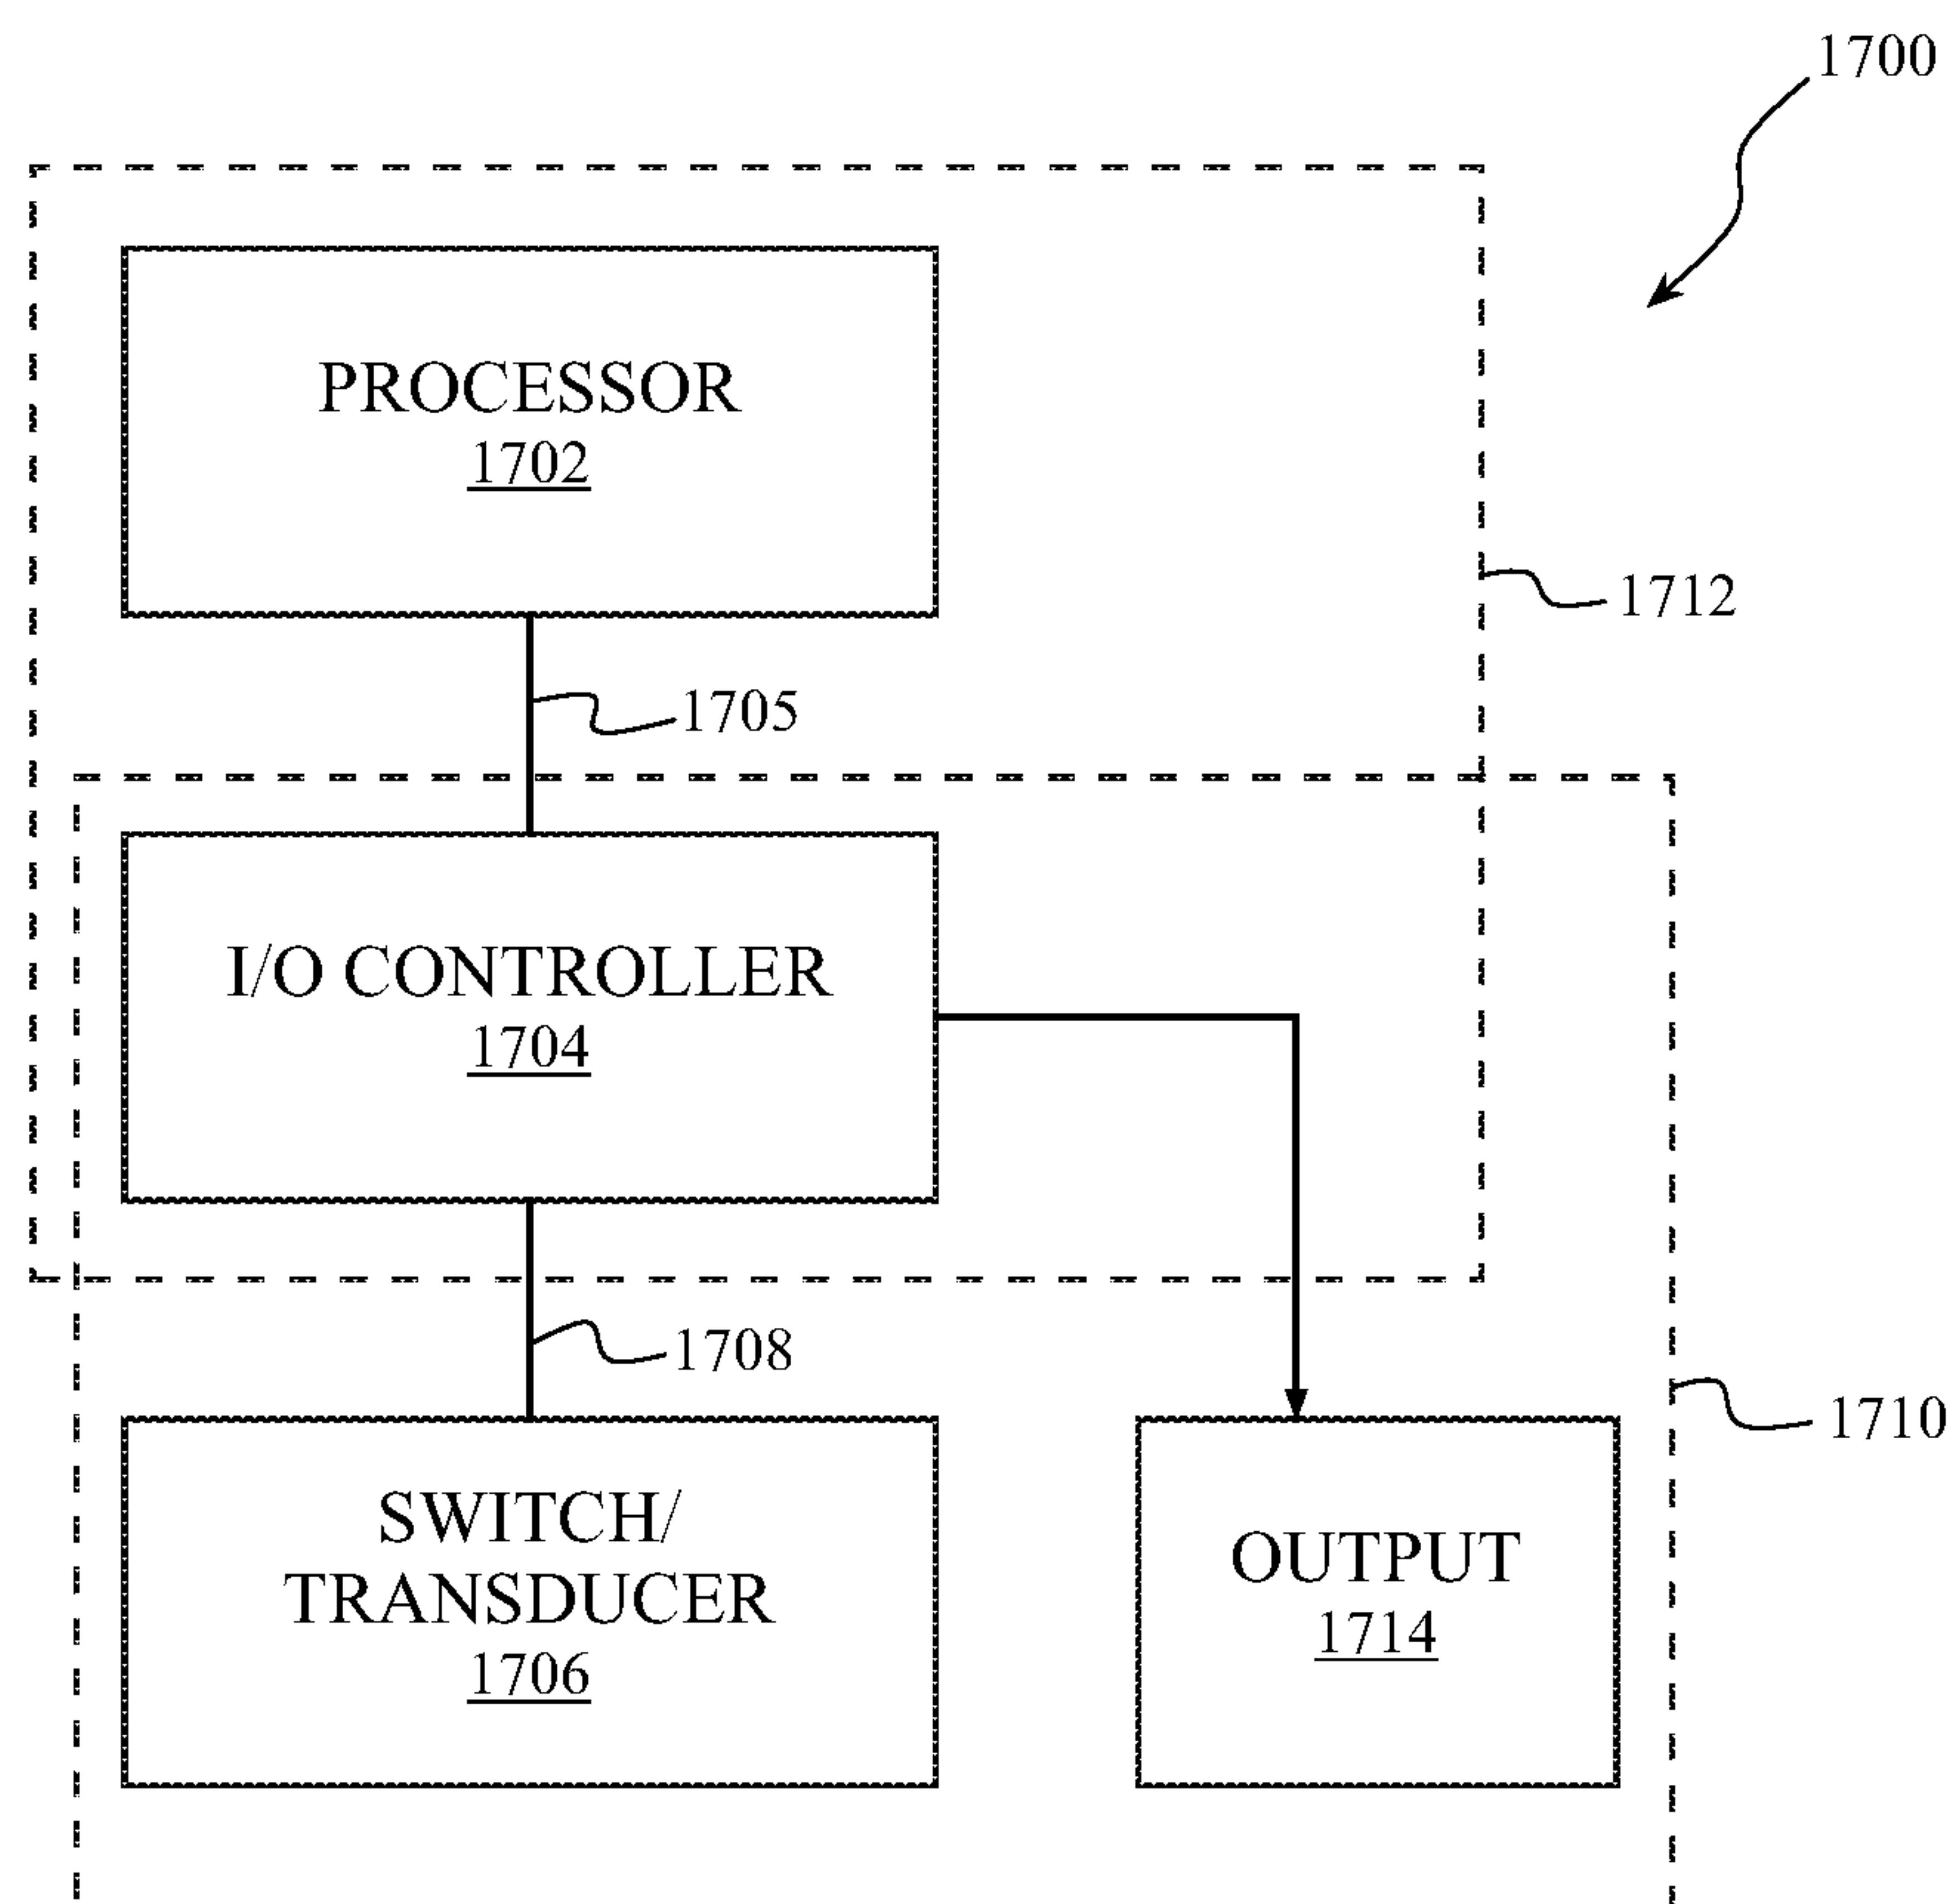 1700
PROCESSOR
1702
1712
1705
I/O CONTROLLER
1704
1708
1710
SWITCH/
TRANSDUCER
1706
OUTPUT
1714